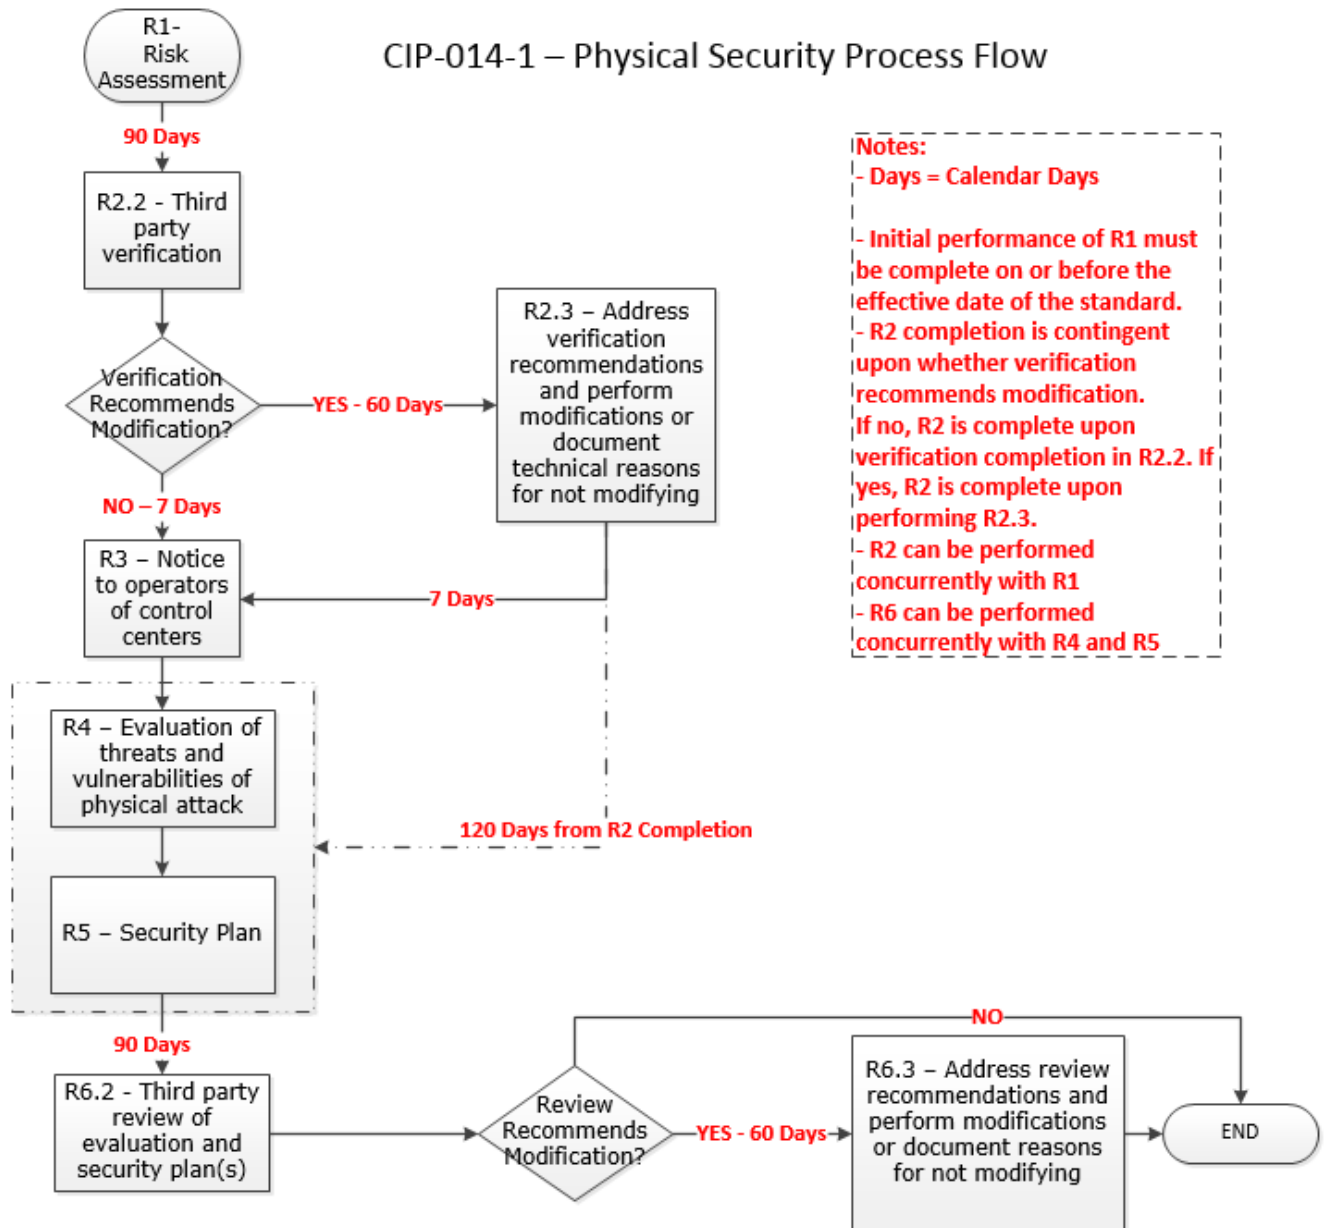 R1-
Risk
Assessment
CIP-014-1 – Physical Security Process Flow
90 Days
R2.2 - Third
party
verification
Notes:
- Days = Calendar Days
- Initial performance of R1 must
be complete on or before the
effective date of the standard.
- R2 completion is contingent
upon whether verification
recommends modification.
If no, R2 is complete upon
verification completion in R2.2. If
yes, R2 is complete upon
performing R2.3.
- R2 can be performed
concurrently with R1
- R6 can be performed
concurrently with R4 and R5
Verification
Recommends
Modification?
YES - 60 Days
R2.3 – Address
verification
recommendations
and perform
modifications or
document
technical reasons
for not modifying
NO – 7 Days
R3 – Notice
to operators
of control
centers
7 Days
R4 – Evaluation of
threats and
vulnerabilities of
physical attack
120 Days from R2 Completion
R5 – Security Plan
90 Days
R6.2 - Third party
review of
evaluation and
security plan(s)
Review
Recommends
Modification?
NO
YES - 60 Days
R6.3 – Address review
recommendations and
perform modifications
or document reasons
for not modifying
END